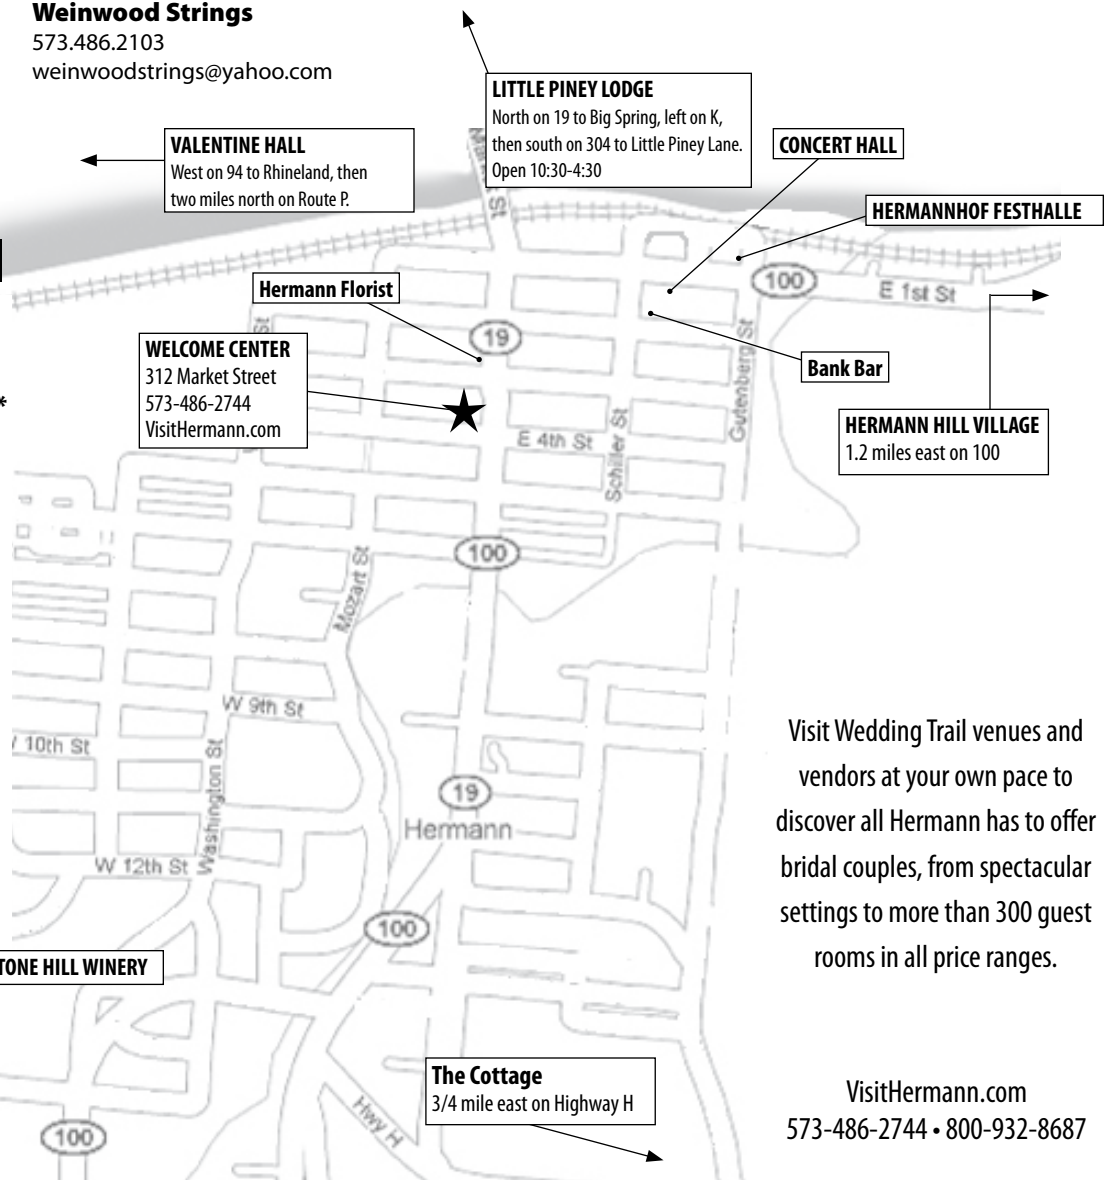 Weinwood Strings
573.486.2103
weinwoodstrings@yahoo.com
LITTLE PINEY LODGE
North on 19 to Big Spring, left on K,
then south on 304 to Little Piney Lane.
Open 10:30-4:30
VALENTINE HALL
West on 94 to Rhineland, then
two miles north on Route P.
CONCERT HALL
HERMANNHOF FESTHALLE
St
Hermann Florist
100
E 1st St
19
St
WELCOME CENTER
312 Market Street
573-486-2744
VisitHermann.com
Gutenberg St
Bank Bar
*
HERMANN HILL VILLAGE
1.2 miles east on 100
E 4th St
Schiller St
100
Mozart St
W 9th St
10th St
Washington St
19
Hermann
W 12th St
100
TONE HILL WINERY
Visit Wedding Trail venues and
vendors at your own pace to
discover all Hermann has to offer
bridal couples, from spectacular
settings to more than 300 guest
rooms in all price ranges.
The Cottage
3/4 mile east on Highway H
Hwy H
100
VisitHermann.com
573-486-2744 • 800-932-8687